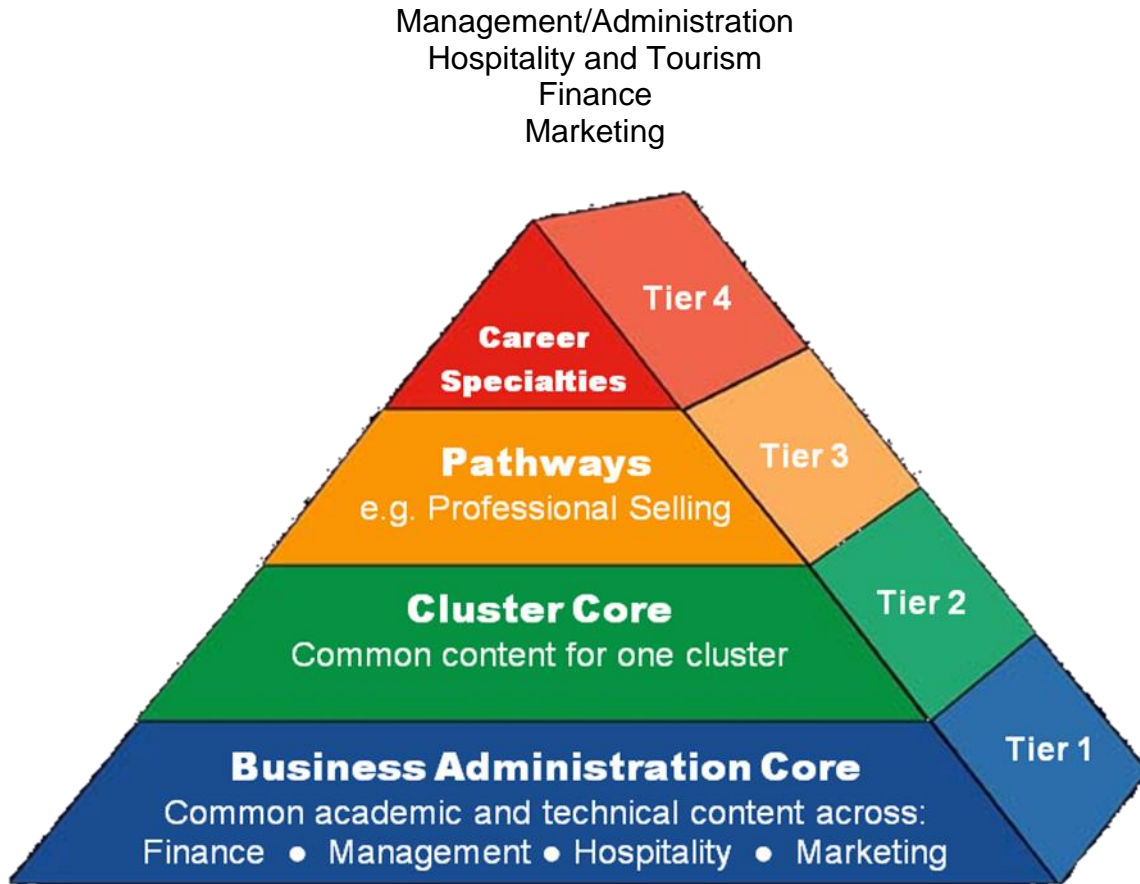 Management/Administration
Hospitality and Tourism
Finance
Marketing
Tier 4
Career
Specialties
Tier 3
Pathways
e.g. Professional Selling
Tier 2
Cluster Core
Common content for one cluster
Tier 1
Business Administration Core
Common academic and technical content across:
Finance ● Management ● Hospitality ● Marketing